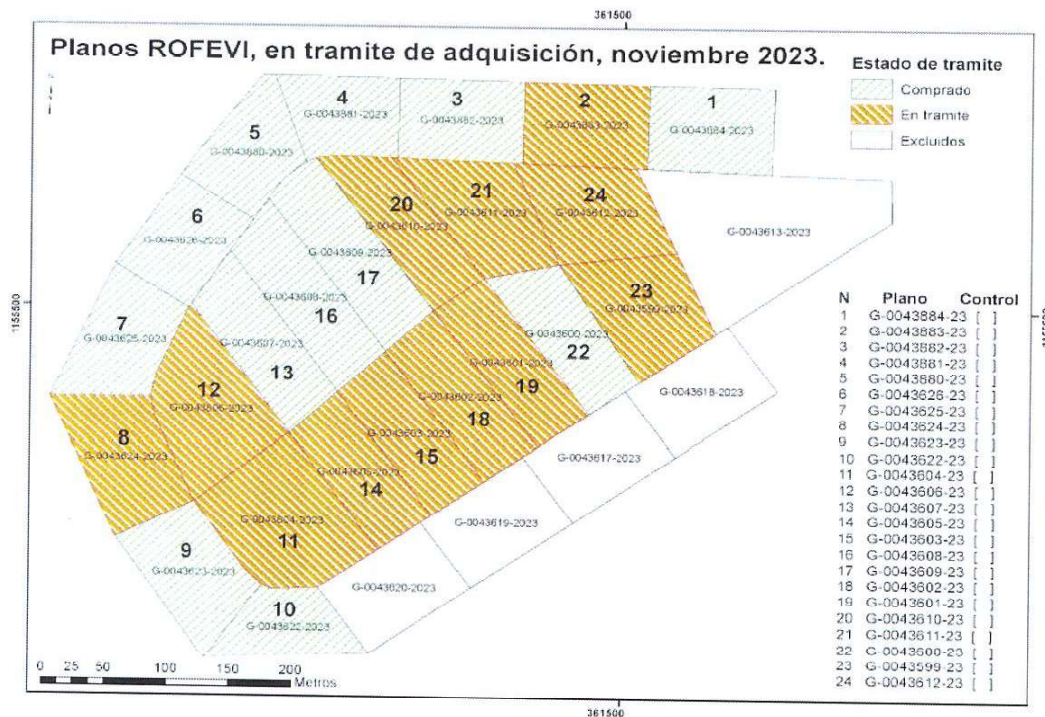 361500
Planos ROFEVI, en tramite de adquisición, noviembre 2023.
Estado de tramite
Comprado
En tramite
Excluidos
4
G-0043881-2023
3
G-0043882-2023
2
G-0043883-2023
1
G-0043884-2023
5
G-0043880-2023
6
G-0043626-2023
20
G-0043610-2023
21
G-0043611-2023
24
G-0043612-2023
G-0043613-2023
G-0043609-2023
17
G-0043608-2023
16
7
G-0043625-2023
G-0043607-2023
13
23
G-0043599-2023
G-0043600-2023
22
G-0043601-2023
19
12
G-0043606-2023
G-0043602-2023
18
G-0043618-2023
8
G-0043624-2023
G-0043603-2023
15
G-0043605-2023
14
G-0043617-2023
G-0043604-2023
11
G-0043619-2023
9
G-0043623-2023
G-0043620-2023
10
G-0043622-2023
1155500
N Plano Control
1 G-0043884-23 [ ]
2 G-0043883-23 [ ]
3 G-0043882-23 [ ]
4 G-0043881-23 [ ]
5 G-0043880-23 [ ]
6 G-0043626-23 [ ]
7 G-0043625-23 [ ]
8 G-0043624-23 [ ]
9 G-0043623-23 [ ]
10 G-0043622-23 [ ]
11 G-0043604-23 [ ]
12 G-0043606-23 [ ]
13 G-0043607-23 [ ]
14 G-0043605-23 [ ]
15 G-0043603-23 [ ]
16 G-0043608-23 [ ]
17 G-0043609-23 [ ]
18 G-0043602-23 [ ]
19 G-0043601-23 [ ]
20 G-0043610-23 [ ]
21 G-0043611-23 [ ]
22 G-0043600-23 [ ]
23 G-0043599-23 [ ]
24 G-0043612-23 [ ]
0 25 50 100 150 200
Metros
361500